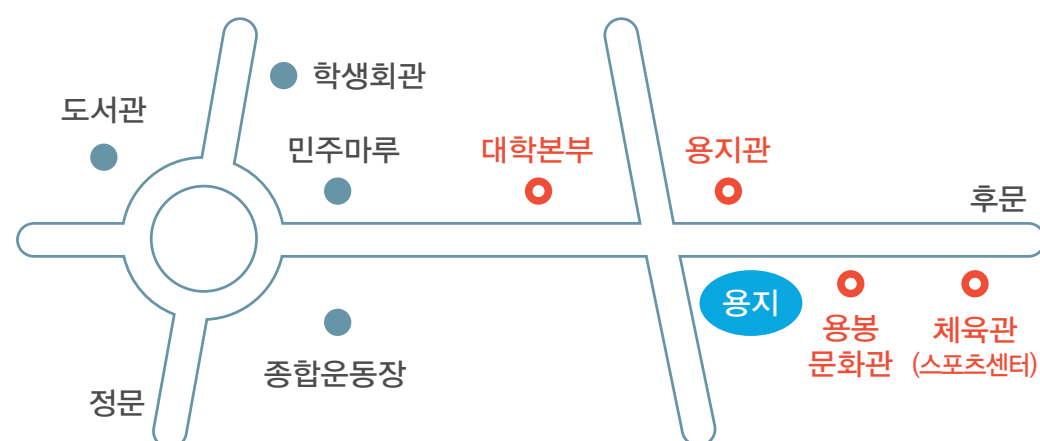 학생회관
도서관
민주마루
대학본부
용지관
후문
용지
용봉
문화관
체육관
(스포츠센터)
종합운동장
정문